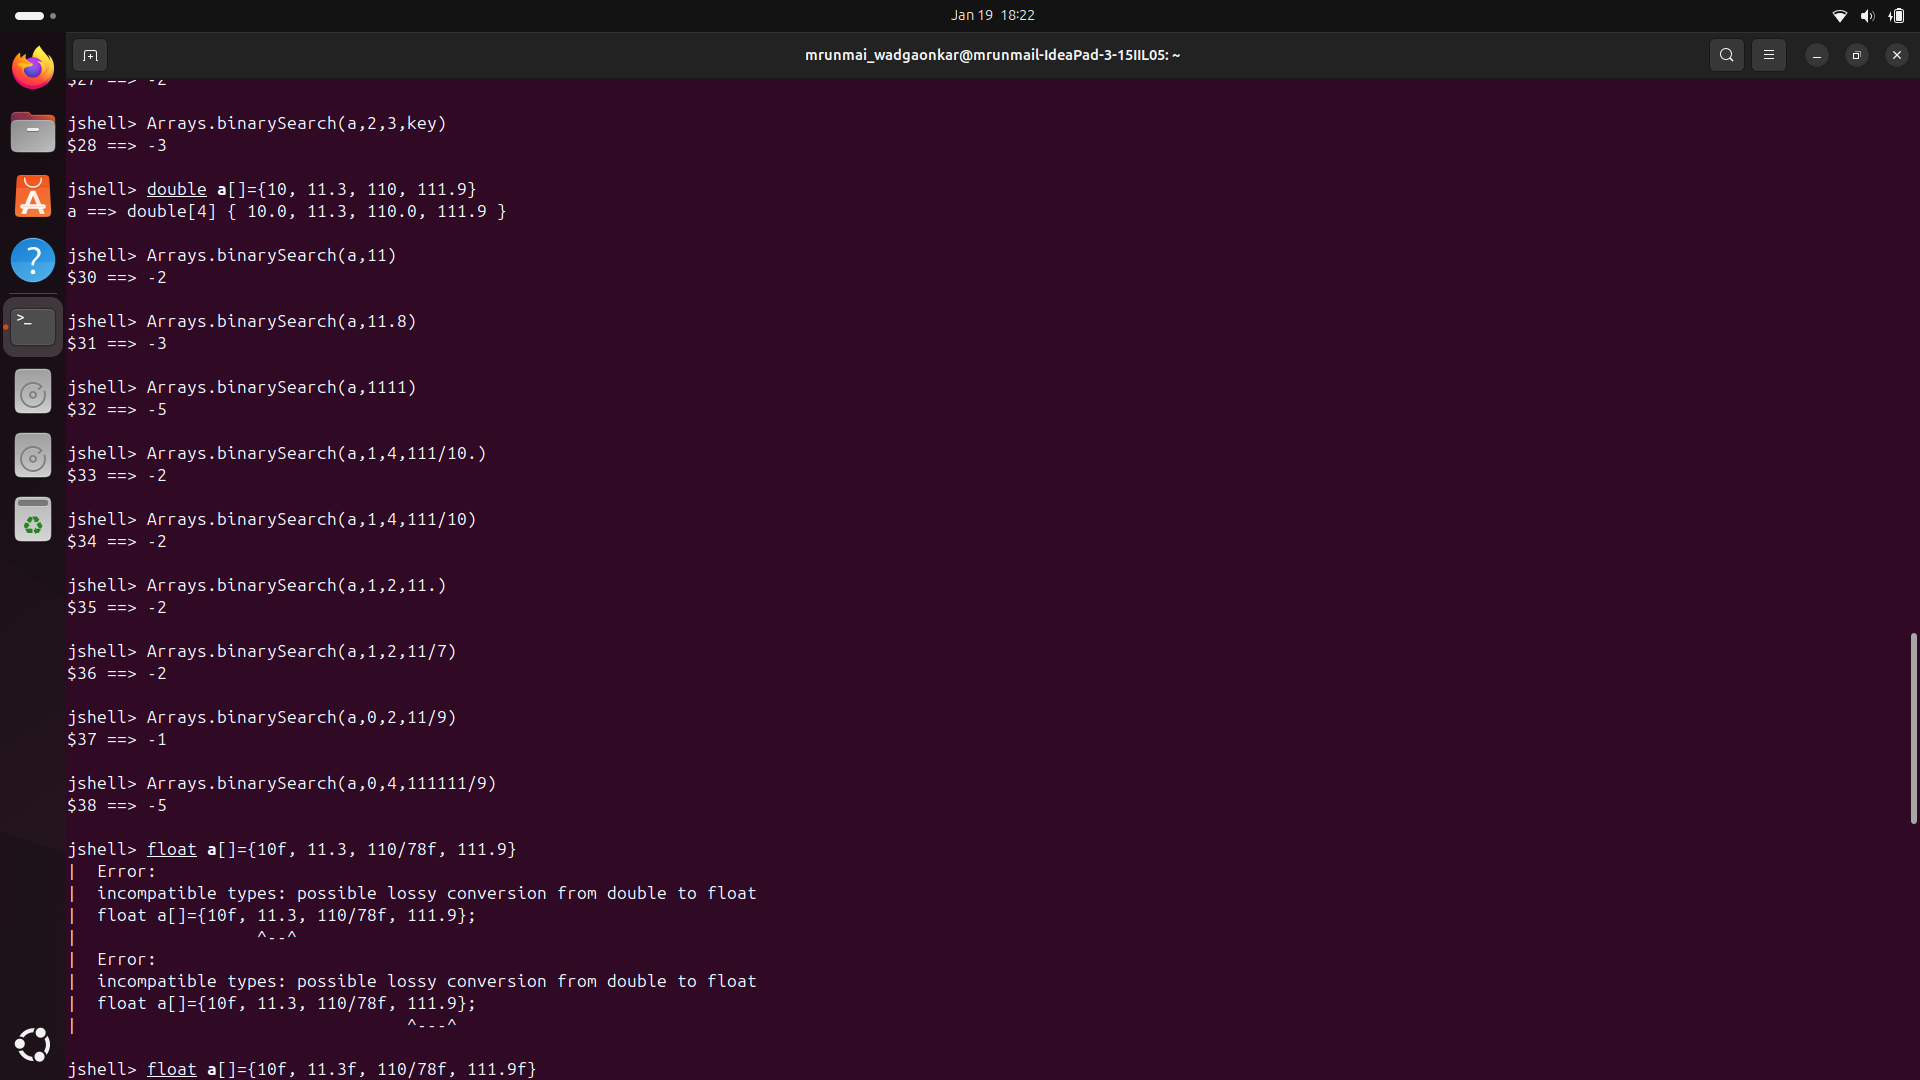 Jan 19 18:22
mrunmai_wadgaonkar@mrunmail-IdeaPad-3-15IIL05: ~
$27 ==> -2
jshell> Arrays.binarySearch(a,2,3,key)
$28 ==> -3
jshell> double a[]={10, 11.3, 110, 111.9}
a ==> double[4] { 10.0, 11.3, 110.0, 111.9 }
jshell> Arrays.binarySearch(a,11)
$30 ==> -2
jshell> Arrays.binarySearch(a,11.8)
$31 ==> -3
jshell> Arrays.binarySearch(a,1111)
$32 ==> -5
jshell> Arrays.binarySearch(a,1,4,111/10.)
$33 ==> -2
jshell> Arrays.binarySearch(a,1,4,111/10)
$34 ==> -2
jshell> Arrays.binarySearch(a,1,2,11.)
$35 ==> -2
jshell> Arrays.binarySearch(a,1,2,11/7)
$36 ==> -2
jshell> Arrays.binarySearch(a,0,2,11/9)
$37 ==> -1
jshell> Arrays.binarySearch(a,0,4,111111/9)
$38 ==> -5
jshell> float a[]={10f, 11.3, 110/78f, 111.9}
|  Error:
|  incompatible types: possible lossy conversion from double to float
|  float a[]={10f, 11.3, 110/78f, 111.9};
|                  ^--^
|  Error:
|  incompatible types: possible lossy conversion from double to float
|  float a[]={10f, 11.3, 110/78f, 111.9};
|                                 ^---^
jshell> float a[]={10f, 11.3f, 110/78f, 111.9f}